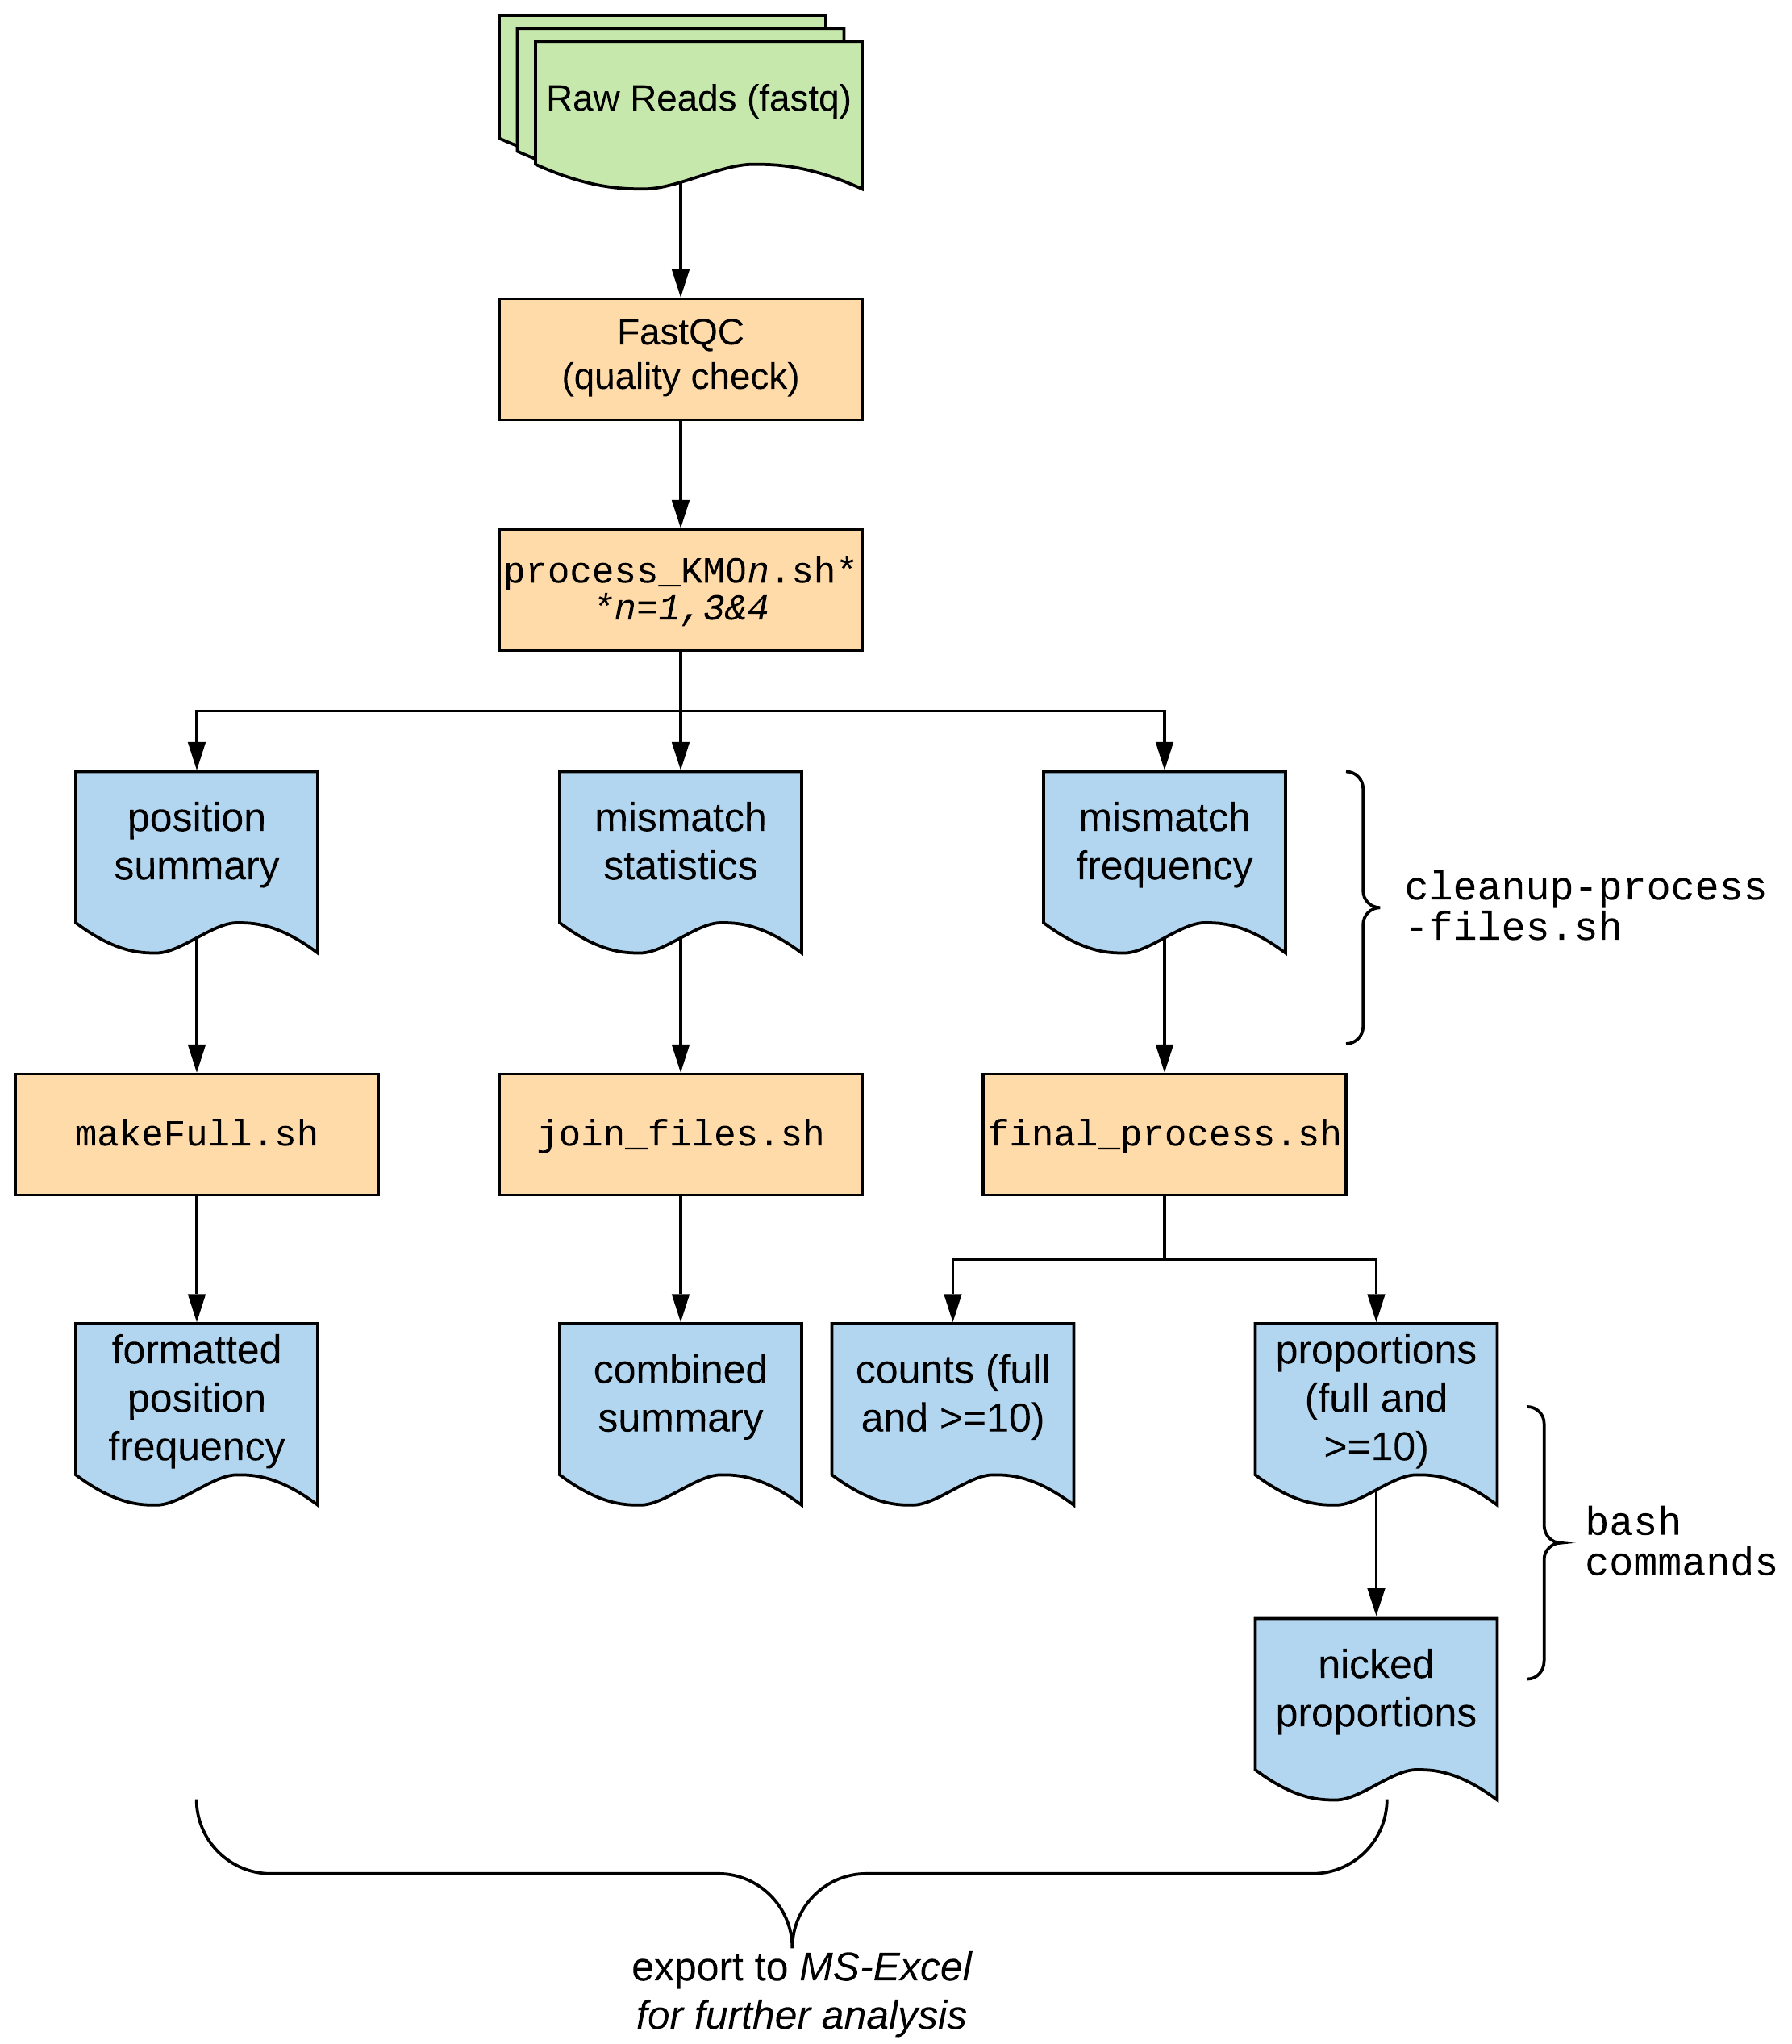 Raw Reads (fastq)
FastQC
(quality check)
process_KMOn.sh*
*n=1,3&4
position
summary
mismatch
statistics
mismatch
frequency
cleanup-process
-files.sh
makeFull.sh
join_files.sh
final_process.sh
formatted
position
frequency
combined
summary
counts (full
and >=10)
proportions
(full and
>=10)
bash
commands
nicked
proportions
export to MS-Excel
for further analysis